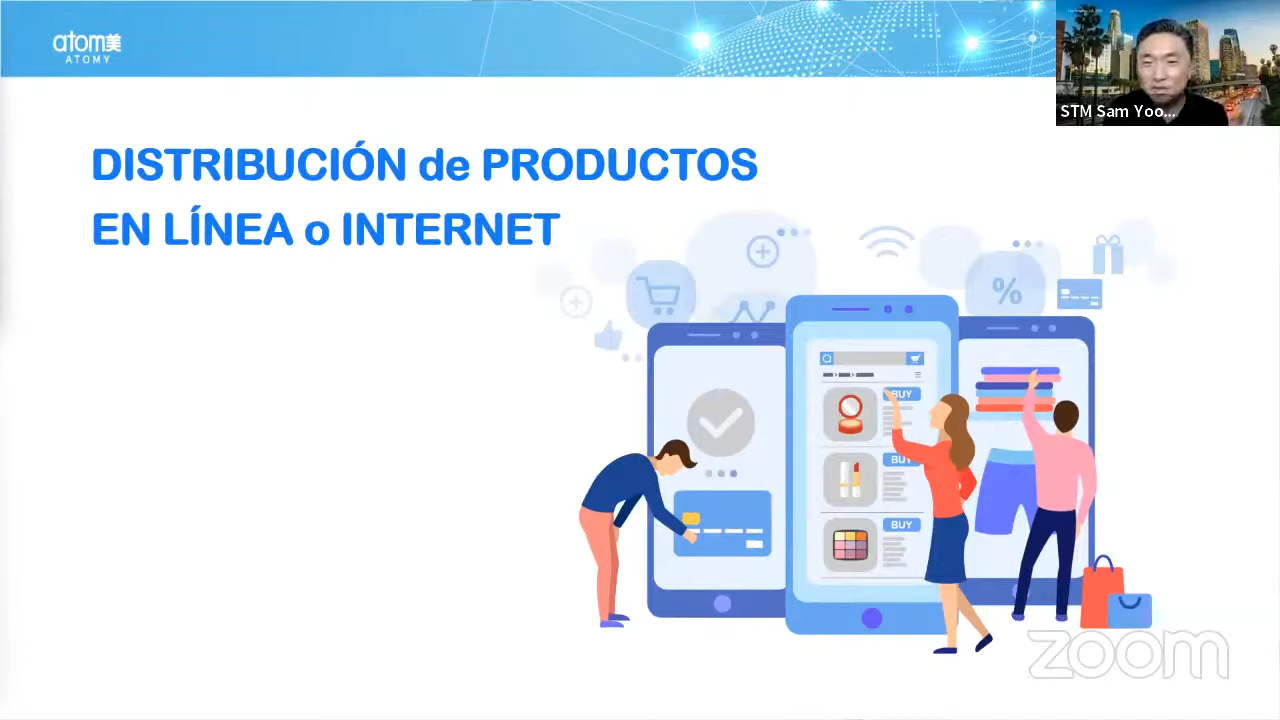 atom美
ATOMY
STM Sam Yoo...
DISTRIBUCIÓN de PRODUCTOS
EN LÍNEA o INTERNET
%
BUY
BUY
BUY
zoom